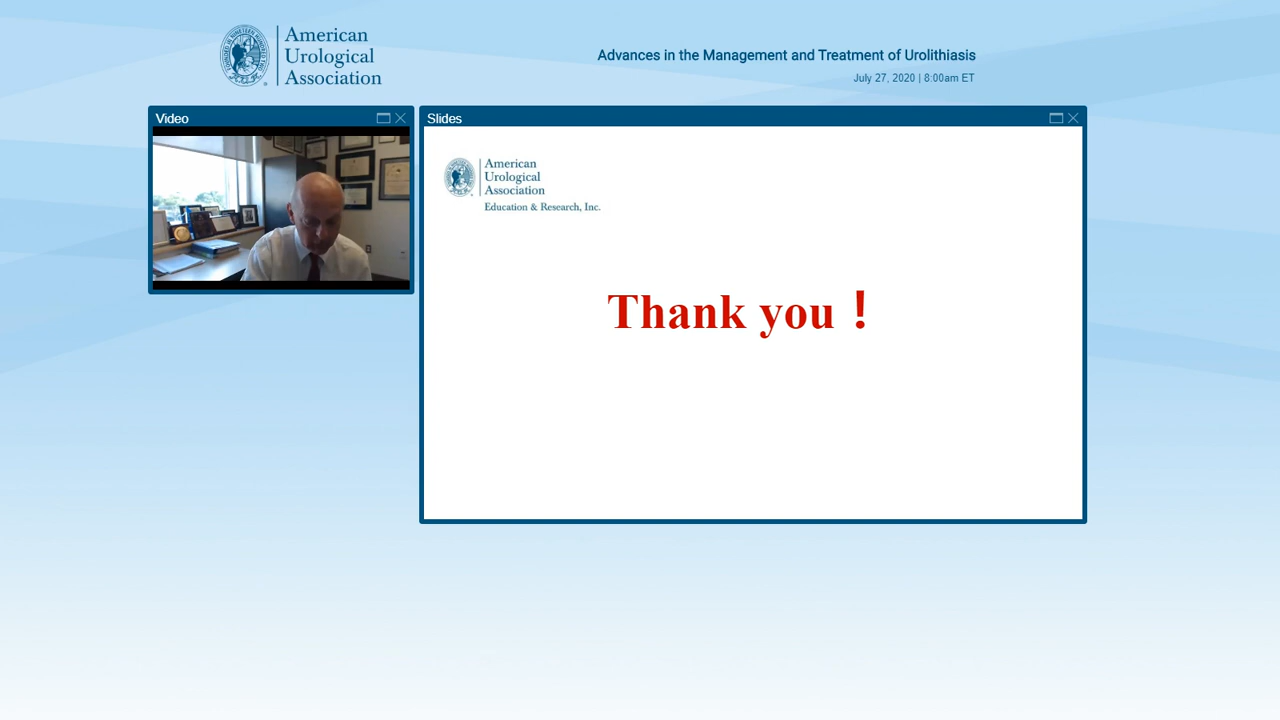 American
Urological
Association
Advances in the Management and Treatment of Urolithiasis
July 27, 2020 | 8:00am ET
Video
Slides
American
Urological
Association
Education & Research, Inc.
Thank you !